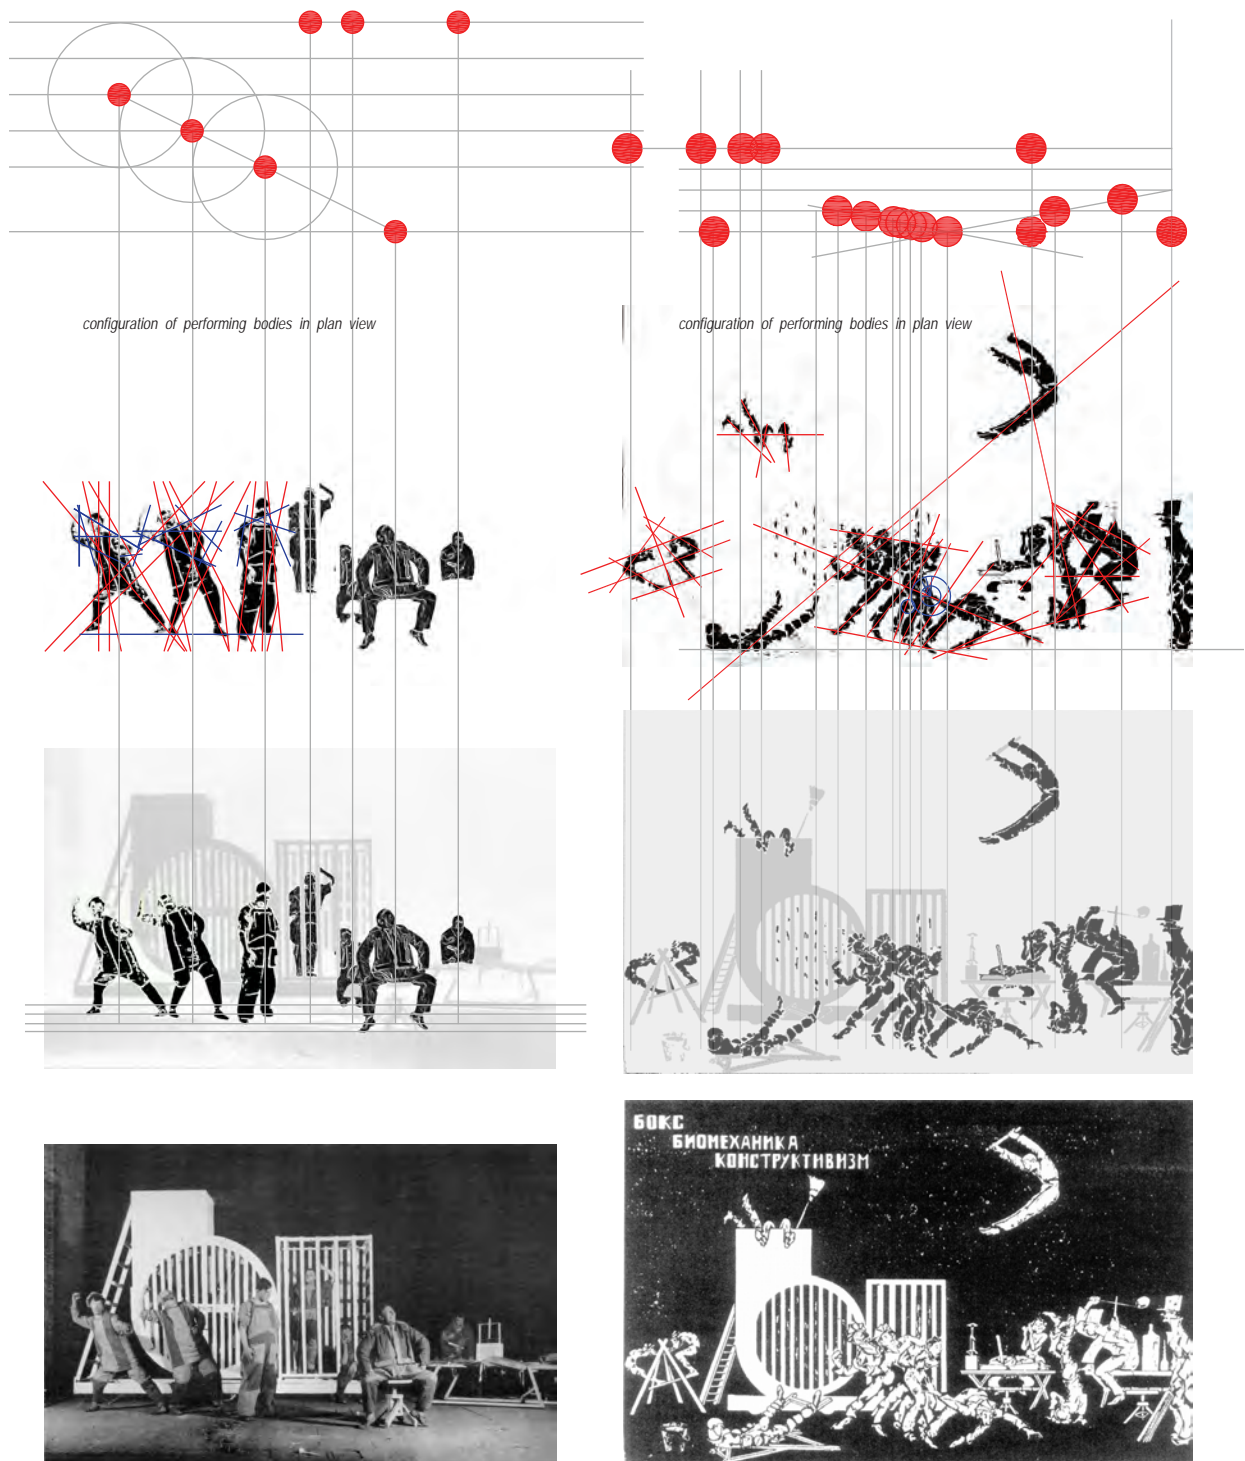 configuration of performing bodies in plan view
configuration of performing bodies in plan view
БОКС
БИОМЕХАНИКА
КОНСТРУКТИВИЗМ